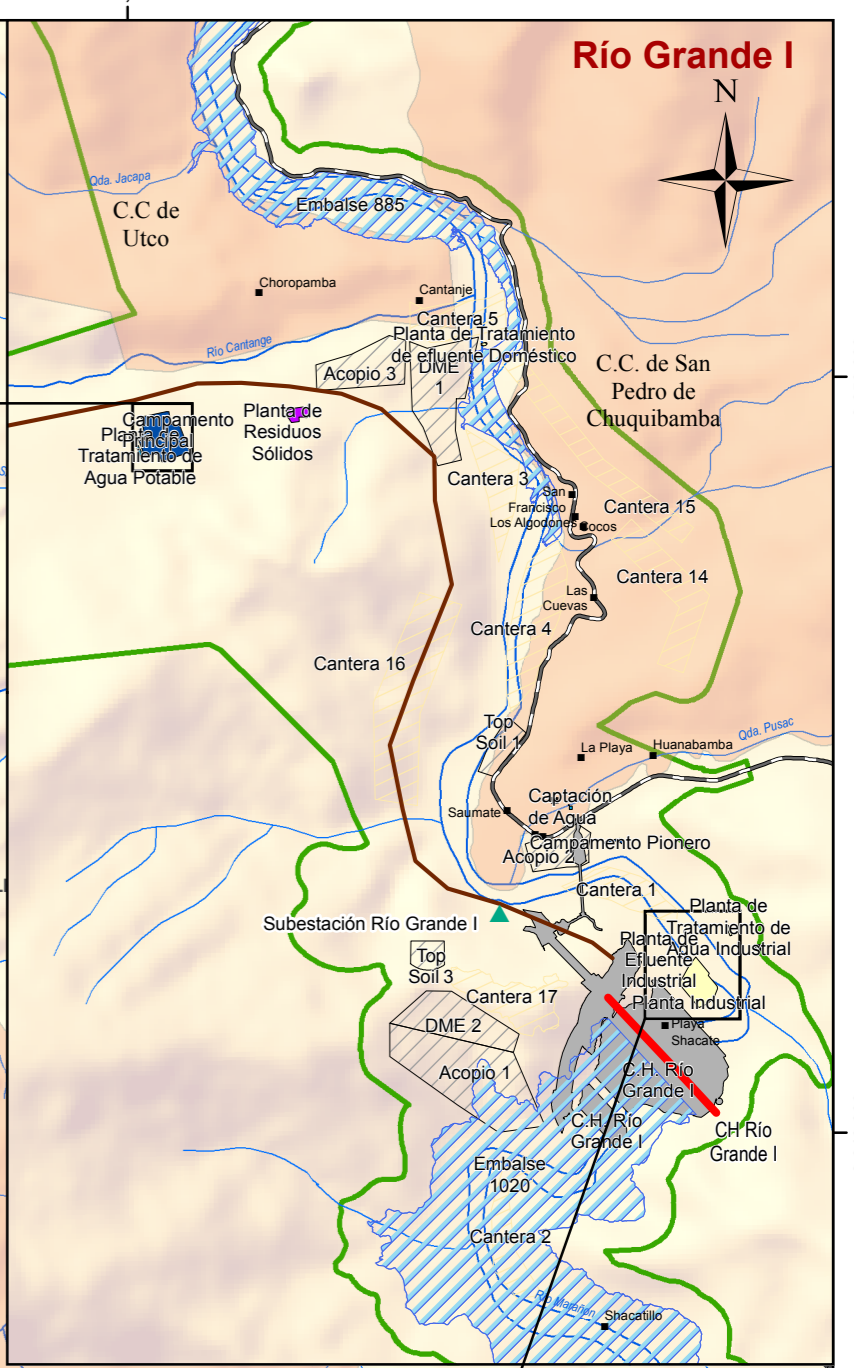 Río Grande I
N
Qda. Jacapa
C.C de
Utco
Embalse 885
Choropamba
Cantanje
Cantera 5
Río Cantange
Planta de Tratamiento
de efluente Doméstico
Acopio 3
DME
1
C.C. de San
Pedro de
Chuquibamba
Campamento
Principal
Planta de
Tratamiento de
Agua Potable
Planta de
Residuos
Sólidos
Cantera 3
San
Francisco
Los Algodones
Cocos
Cantera 15
Cantera 14
Las
Cuevas
Cantera 4
Cantera 16
Top
Soil 1
La Playa
Huanabamba
Qda. Pusac
Saumate
Captación
de Agua
Campamento Pionero
Acopio 2
Cantera 1
Planta de
Tratamiento de
Agua Industrial
Subestación Río Grande I
Planta de
Efluente
Industrial
Top
Soil 3
Cantera 17
Planta Industrial
DME 2
Playa
Shacate
Acopio 1
C.H. Río
Grande I
C.H. Río
Grande I
CH Río
Grande I
Embalse
1020
Cantera 2
Río Marañón
Shacatillo